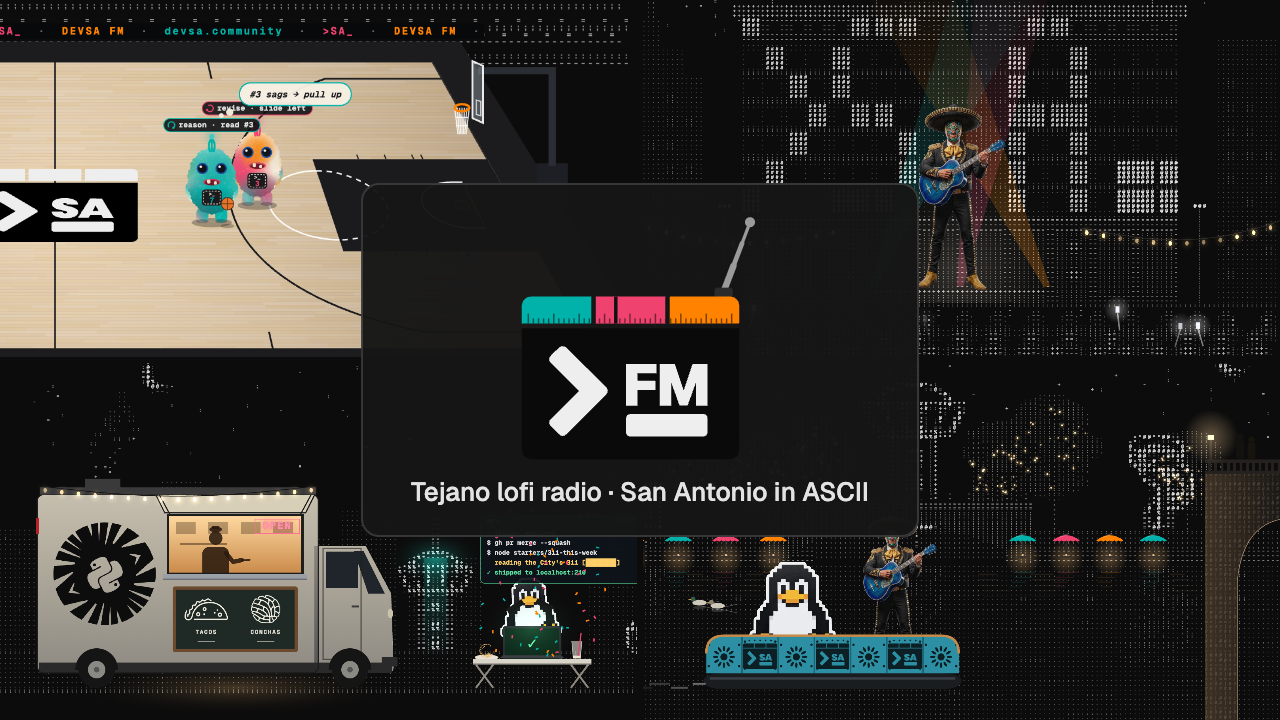 SA_ · DEVSA FM · devsa.community · >SA_ · DEVSA FM ·
#3 sags → pull up
revise · slide left
reason · read #3
SA
FM
Tejano lofi radio · San Antonio in ASCII
OPEN
TACOS
CONCHAS
$ gh pr merge --squash
$ node starters/311-this-week
reading the City's 311
✓ shipped to localhost:210
✓
SA
SA
SA